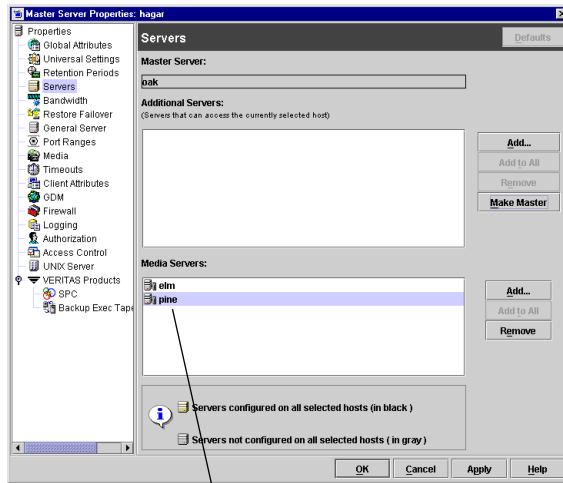 Master Server Properties: hagar
Properties
Global Attributes
Universal Settings
Retention Periods
Servers
Bandwidth
Restore Failover
General Server
Port Ranges
Media
Timeouts
Client Attributes
GDM
Firewall
Logging
Authorization
Access Control
UNIX Server
VERITAS Products
SPC
Backup Exec Tape
Servers
Defaults
Master Server:
oak
Additional Servers:
(Servers that can access the currently selected host)
Add...
Add to All
Remove
Make Master
Media Servers:
elm
pine
Add...
Add to All
Remove
Servers configured on all selected hosts (in black )
Servers not configured on all selected hosts ( in gray )
OK
Cancel
Apply
Help